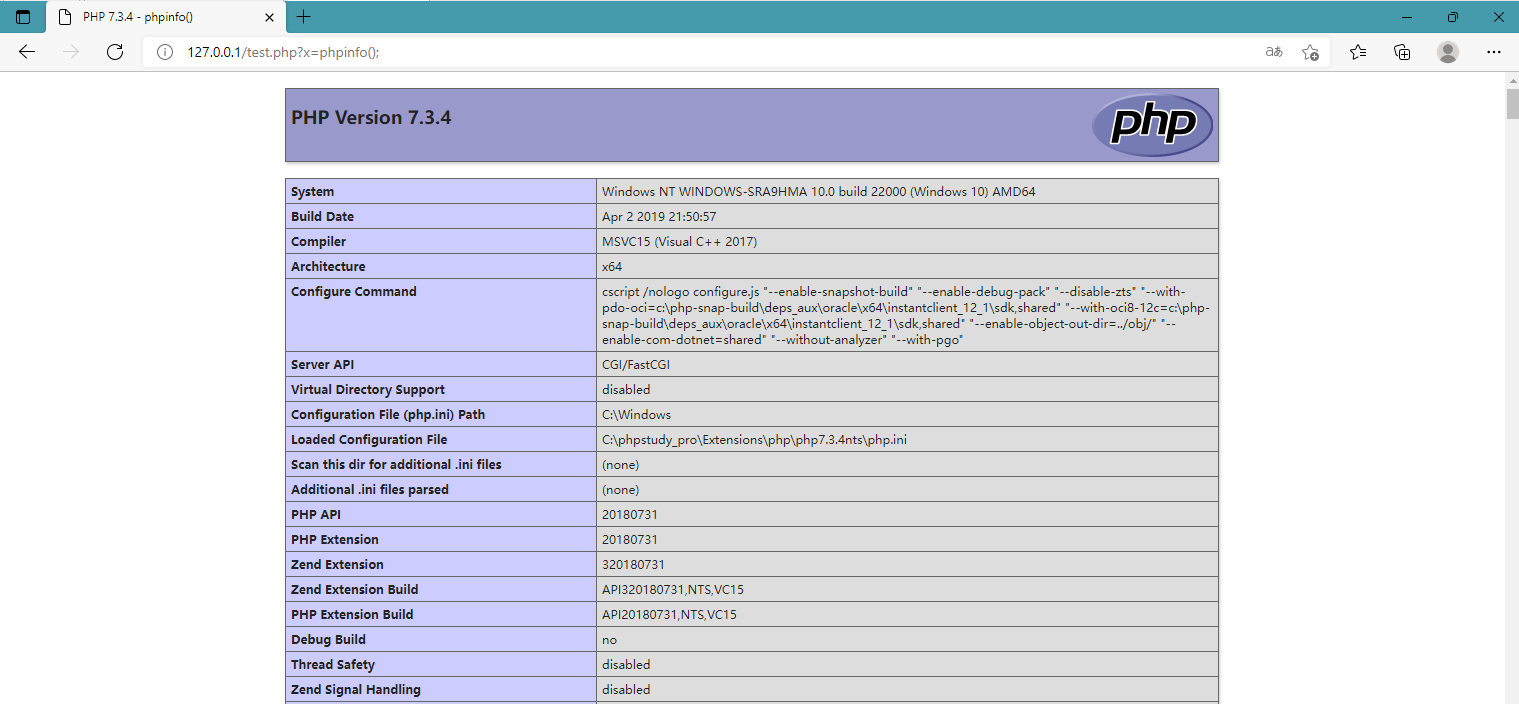 PHP 7.3.4 - phpinfo()
127.0.0.1/test.php?x=phpinfo();
aあ
PHP Version 7.3.4
php
System Windows NT WINDOWS-SRA9HMA 10.0 build 22000 (Windows 10) AMD64
Build Date Apr 2 2019 21:50:57
Compiler MSVC15 (Visual C++ 2017)
Architecture x64
Configure Command cscript /nologo configure.js "--enable-snapshot-build" "--enable-debug-pack" "--disable-zts" "--with-
pdo-oci=c:\php-snap-build\deps_aux\oracle\x64\instantclient_12_1\sdk,shared" "--with-oci8-12c=c:\php-
snap-build\deps_aux\oracle\x64\instantclient_12_1\sdk,shared" "--enable-object-out-dir=../obj/" "--
enable-com-dotnet=shared" "--without-analyzer" "--with-pgo"
Server API CGI/FastCGI
Virtual Directory Support disabled
Configuration File (php.ini) Path C:\Windows
Loaded Configuration File C:\phpstudy_pro\Extensions\php\php7.3.4nts\php.ini
Scan this dir for additional .ini files (none)
Additional .ini files parsed (none)
PHP API 20180731
PHP Extension 20180731
Zend Extension 320180731
Zend Extension Build API320180731,NTS,VC15
PHP Extension Build API20180731,NTS,VC15
Debug Build no
Thread Safety disabled
Zend Signal Handling disabled